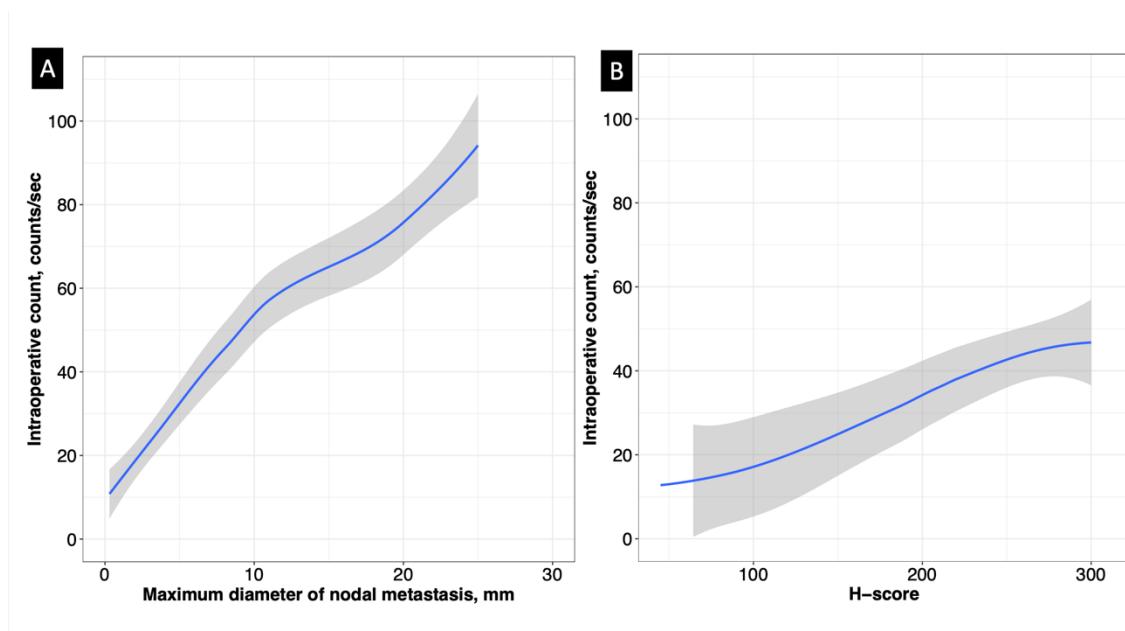 A
Intraoperative count, counts/sec
100
80
60
40
20
0
0 10 20 30
Maximum diameter of nodal metastasis, mm
B
Intraoperative count, counts/sec
100
80
60
40
20
0
100 200 300
H−score